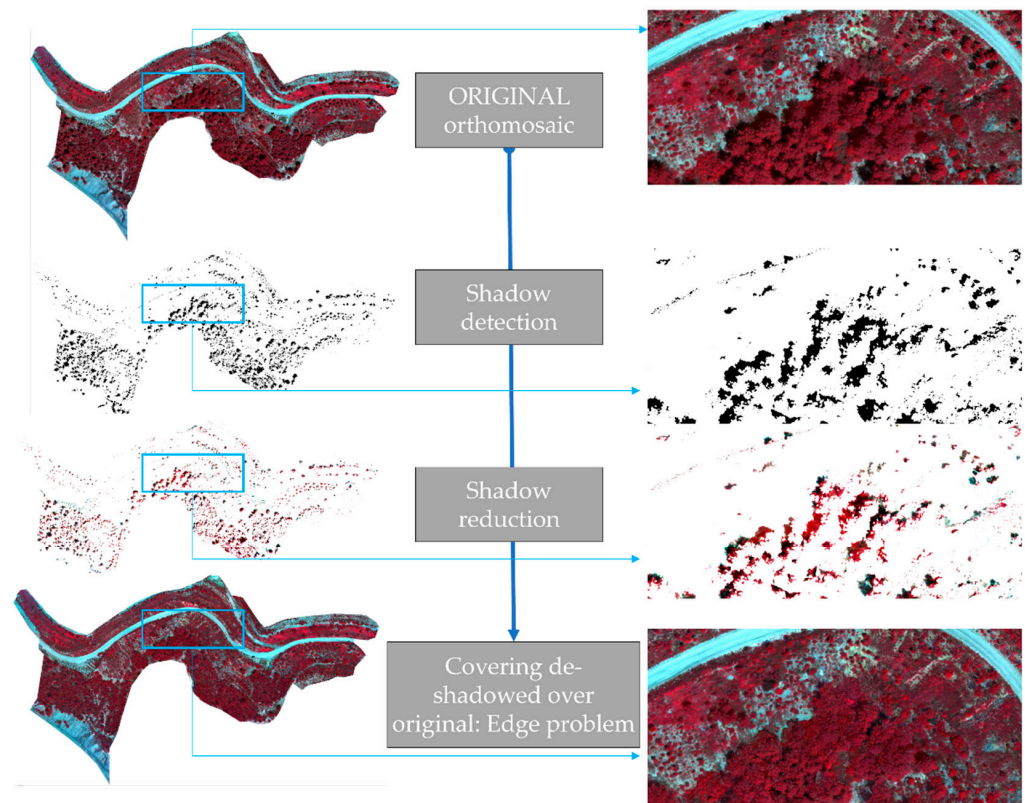 ORIGINAL
orthomosaic
Shadow
detection
Shadow
reduction
Covering de-
shadowed over
original: Edge problem